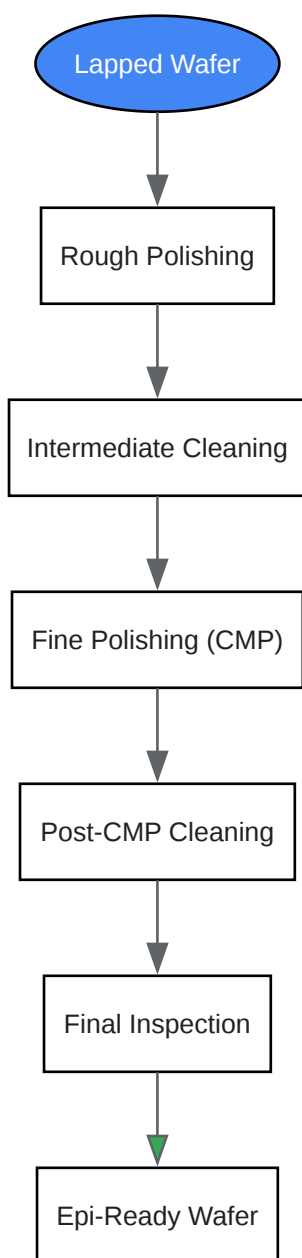 Lapped Wafer
Rough Polishing
Intermediate Cleaning
Fine Polishing (CMP)
Post-CMP Cleaning
Final Inspection
Epi-Ready Wafer